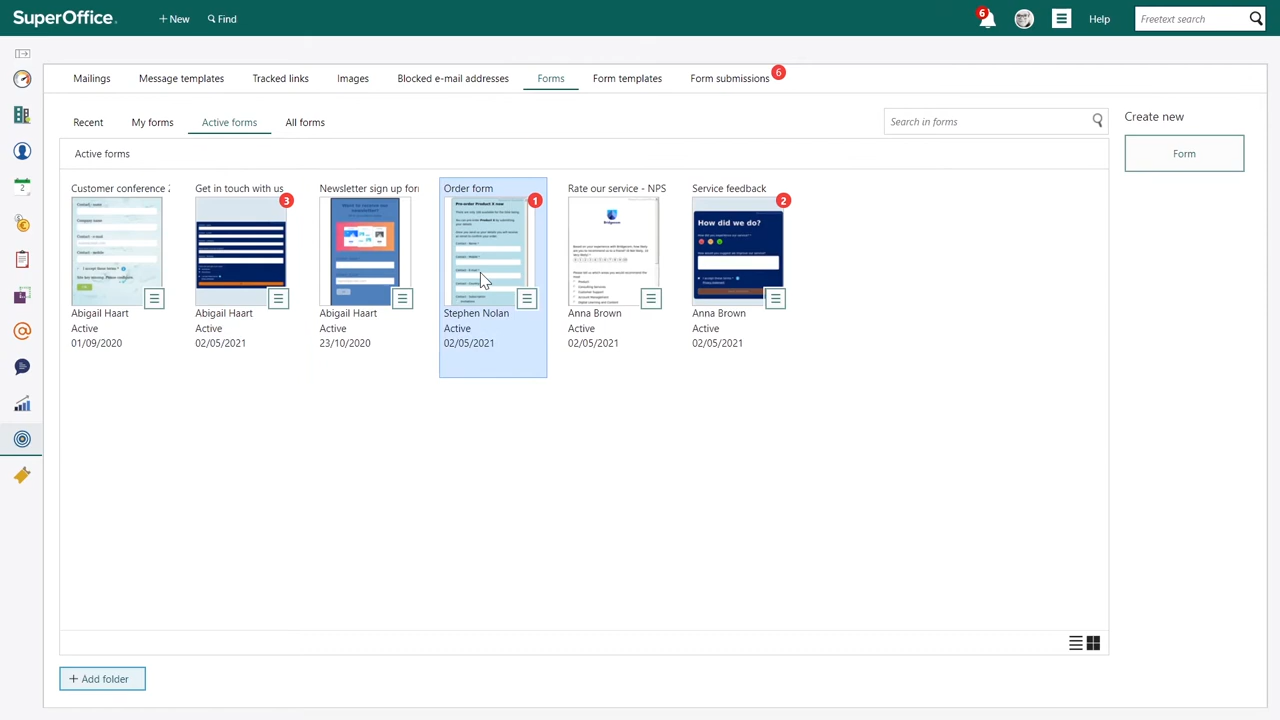 SuperOffice.
+ New
Find
6
Help
Freetext search
Mailings
Message templates
Tracked links
Images
Blocked e-mail addresses
Forms
Form templates
Form submissions
6
Recent
My forms
Active forms
All forms
Search in forms
Create new
Form
Active forms
Customer conference 2
Get in touch with us
Newsletter sign up for
Order form
Rate our service - NPS
Service feedback
3
1
2
Pre-order Product X now
How did we do?
Abigail Haart
Active
01/09/2020
Abigail Haart
Active
02/05/2021
Abigail Haart
Active
23/10/2020
Stephen Nolan
Active
02/05/2021
Anna Brown
Active
02/05/2021
Anna Brown
Active
02/05/2021
2
+ Add folder